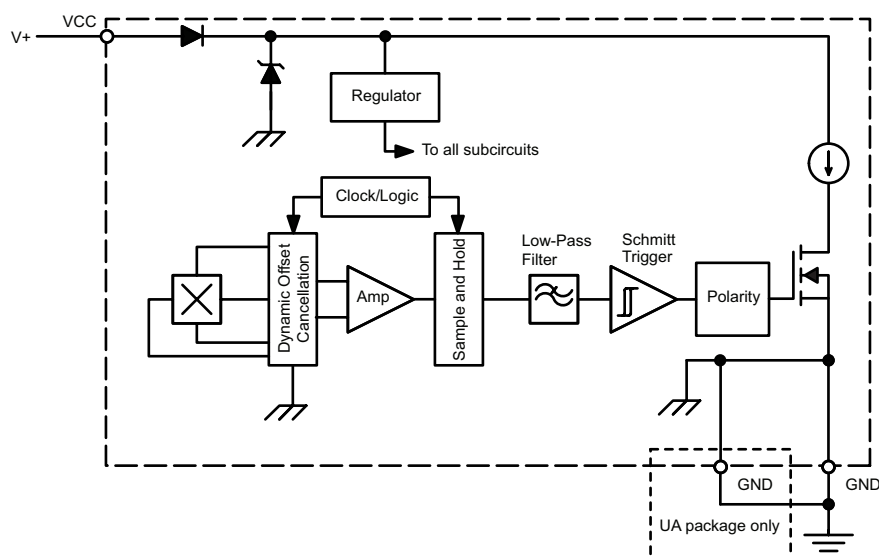 VCC
V+
Regulator
To all subcircuits
Clock/Logic
Low-Pass
Filter
Schmitt
Trigger
Dynamic Offset
Cancellation
Amp
Sample and Hold
Polarity
GND
GND
UA package only